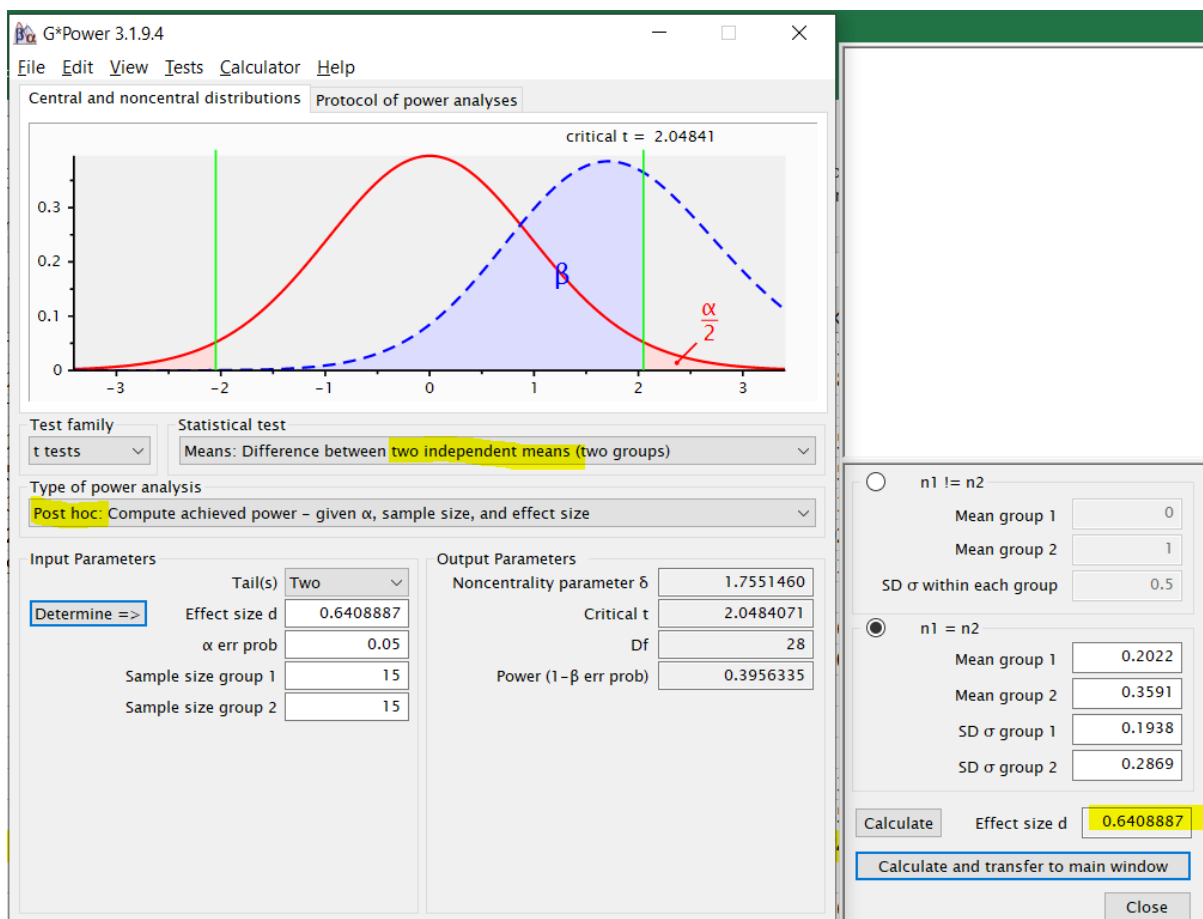 G*Power 3.1.9.4
File Edit View Tests Calculator Help
Central and noncentral distributions Protocol of power analyses
critical t = 2.04841
0.3
0.2
0.1
0
β
α
2
-3 -2 -1 0 1 2 3
Test family Statistical test
t tests Means: Difference between two independent means (two groups)
Type of power analysis
Post hoc: Compute achieved power – given α, sample size, and effect size
Input Parameters Output Parameters
Tail(s) Two Noncentrality parameter δ 1.7551460
Determine => Effect size d 0.6408887 Critical t 2.0484071
α err prob 0.05 Df 28
Sample size group 1 15 Power (1-β err prob) 0.3956335
Sample size group 2 15
n1 != n2
Mean group 1 0
Mean group 2 1
SD σ within each group 0.5
n1 = n2
Mean group 1 0.2022
Mean group 2 0.3591
SD σ group 1 0.1938
SD σ group 2 0.2869
Calculate Effect size d 0.6408887
Calculate and transfer to main window
Close